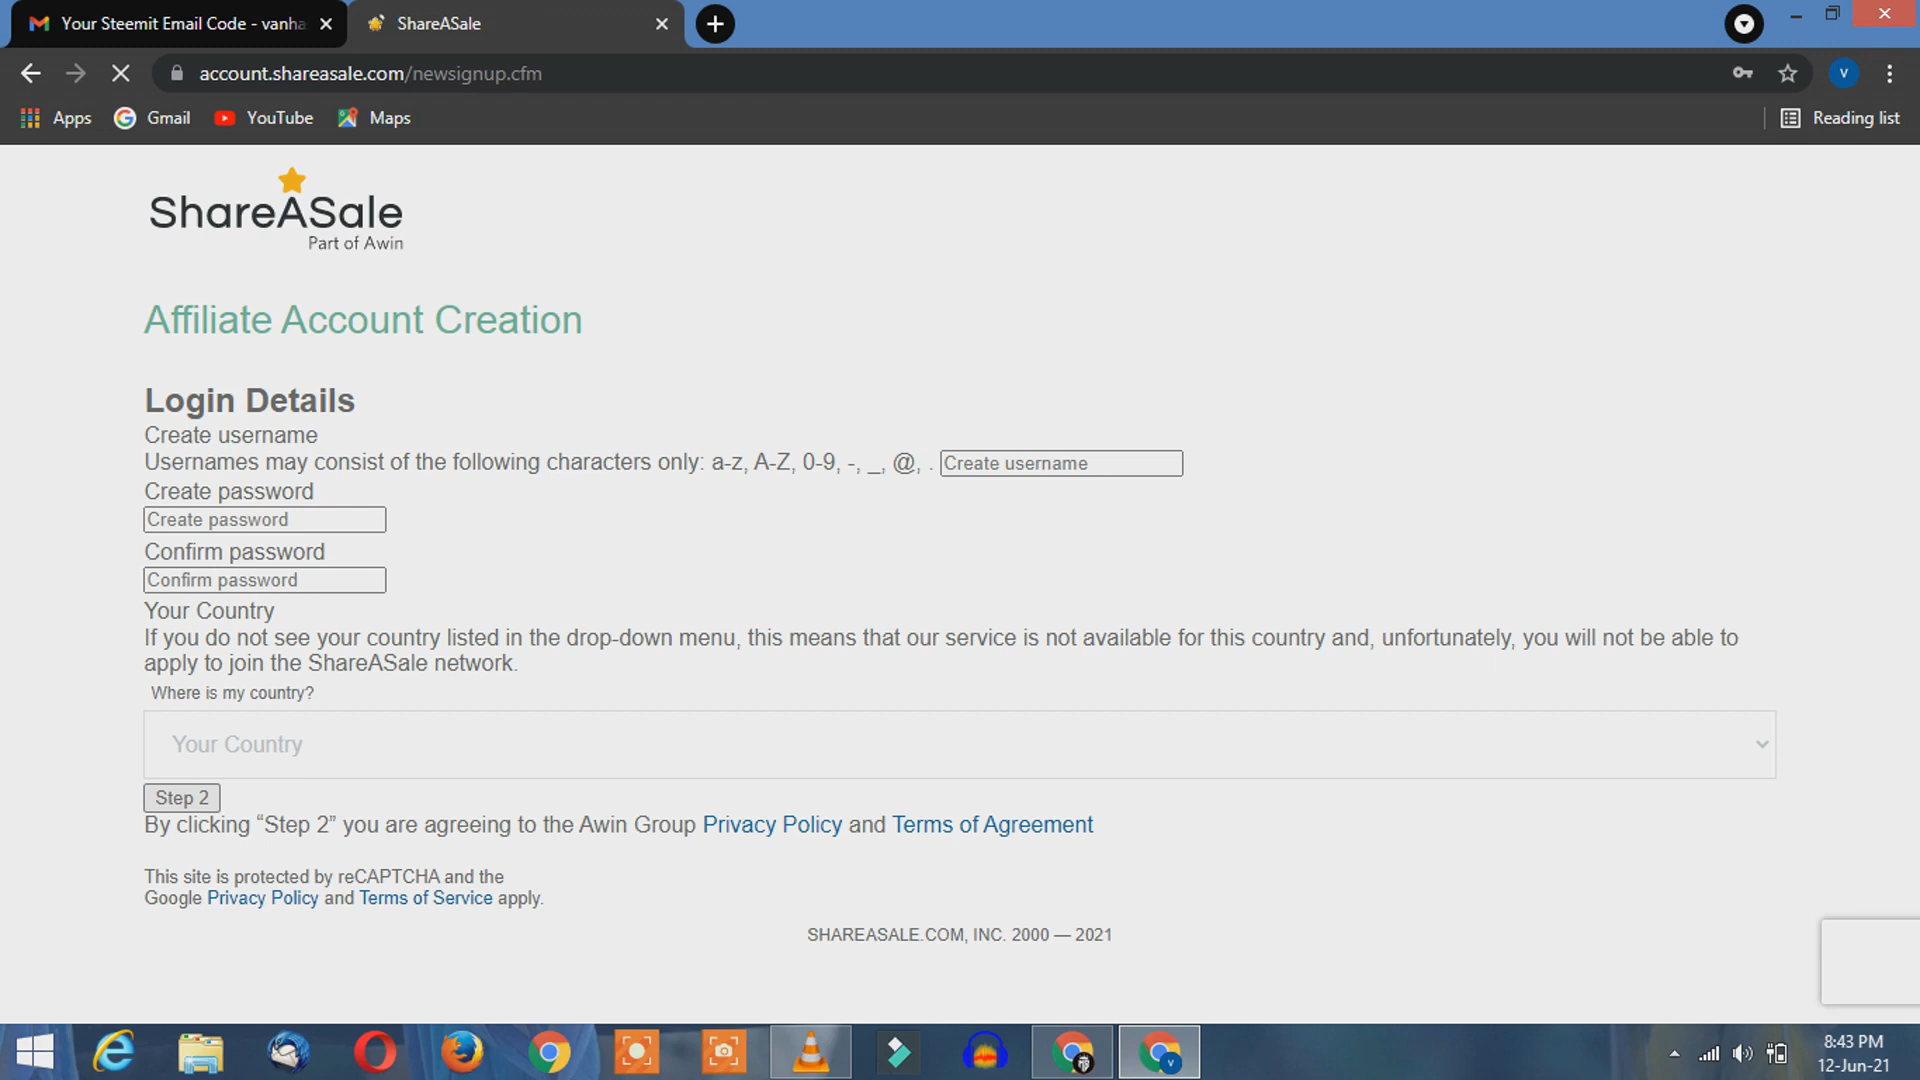 Your Steemit Email Code - vanha
ShareASale
account.shareasale.com/newsignup.cfm
V
Apps
Gmail
YouTube
Maps
Reading list
ShareASale
Part of Awin
Affiliate Account Creation
Login Details
Create username
Usernames may consist of the following characters only: a-z, A-Z, 0-9, -, _, @, . Create username
Create password
Create password
Confirm password
Confirm password
Your Country
If you do not see your country listed in the drop-down menu, this means that our service is not available for this country and, unfortunately, you will not be able to
apply to join the ShareASale network.
Where is my country?
Your Country
Step 2
By clicking “Step 2” you are agreeing to the Awin Group Privacy Policy and Terms of Agreement
This site is protected by reCAPTCHA and the
Google Privacy Policy and Terms of Service apply.
SHAREASALE.COM, INC. 2000 — 2021
V
8:43 PM
12-Jun-21